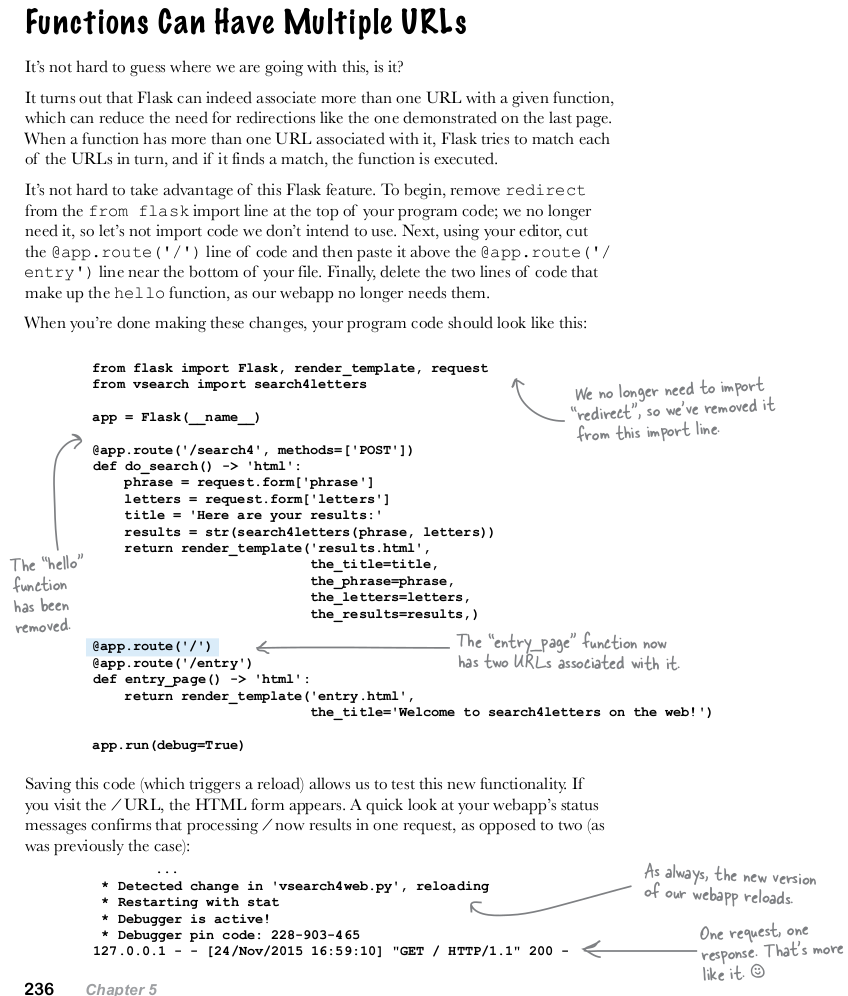 Functions Can Have Multiple URLs
It's not hard to guess where we are going with this, is it?
It turns out that Flask can indeed associate more than one URL with a given function,
which can reduce the need for redirections like the one demonstrated on the last page.
When a function has more than one URL associated with it, Flask tries to match each
of the URLs in turn, and if it finds a match, the function is executed.
It's not hard to take advantage of this Flask feature. To begin, remove redirect
from the from flask import line at the top of your program code; we no longer
need it, so let's not import code we don't intend to use. Next, using your editor, cut
the @app.route('/') line of code and then paste it above the @app.route('/
entry') line near the bottom of your file. Finally, delete the two lines of code that
make up the hello function, as our webapp no longer needs them.
When you're done making these changes, your program code should look like this:
from flask import Flask, render_template, request
from vsearch import search4letters
We no longer need to import
"redirect", so we've removed it
from this import line.
app = Flask(__name__)
@app.route('/search4', methods=['POST'])
def do_search() -> 'html':
    phrase = request.form['phrase']
    letters = request.form['letters']
    title = 'Here are your results:'
    results = str(search4letters(phrase, letters))
    return render_template('results.html',
                           the_title=title,
                           the_phrase=phrase,
                           the_letters=letters,
                           the_results=results,)
The "hello"
function
has been
removed.
@app.route('/')
@app.route('/entry')
def entry_page() -> 'html':
    return render_template('entry.html',
                           the_title='Welcome to search4letters on the web!')
The "entry_page" function now
has two URLs associated with it.
app.run(debug=True)
Saving this code (which triggers a reload) allows us to test this new functionality. If
you visit the / URL, the HTML form appears. A quick look at your webapp's status
messages confirms that processing / now results in one request, as opposed to two (as
was previously the case):
...
* Detected change in 'vsearch4web.py', reloading
* Restarting with stat
* Debugger is active!
* Debugger pin code: 228-903-465
127.0.0.1 - - [24/Nov/2015 16:59:10] "GET / HTTP/1.1" 200 -
As always, the new version
of our webapp reloads.
One request, one
response. That's more
like it. ☺
236 Chapter 5